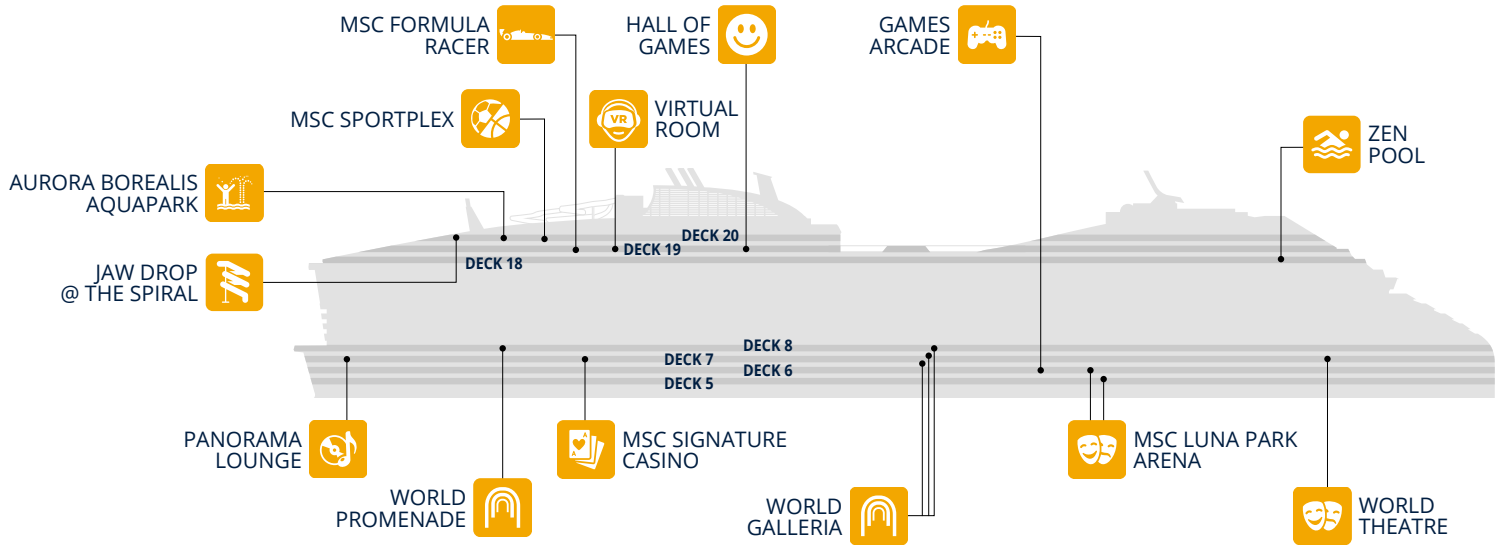 MSC FORMULA
RACER
HALL OF
GAMES
GAMES
ARCADE
MSC SPORTPLEX
VR
VIRTUAL
ROOM
ZEN
POOL
AURORA BOREALIS
AQUAPARK
JAW DROP
@ THE SPIRAL
DECK 20
DECK 19
DECK 18
DECK 8
DECK 7
DECK 6
DECK 5
PANORAMA
LOUNGE
A
A
MSC SIGNATURE
CASINO
MSC LUNA PARK
ARENA
WORLD
PROMENADE
WORLD
GALLERIA
WORLD
THEATRE